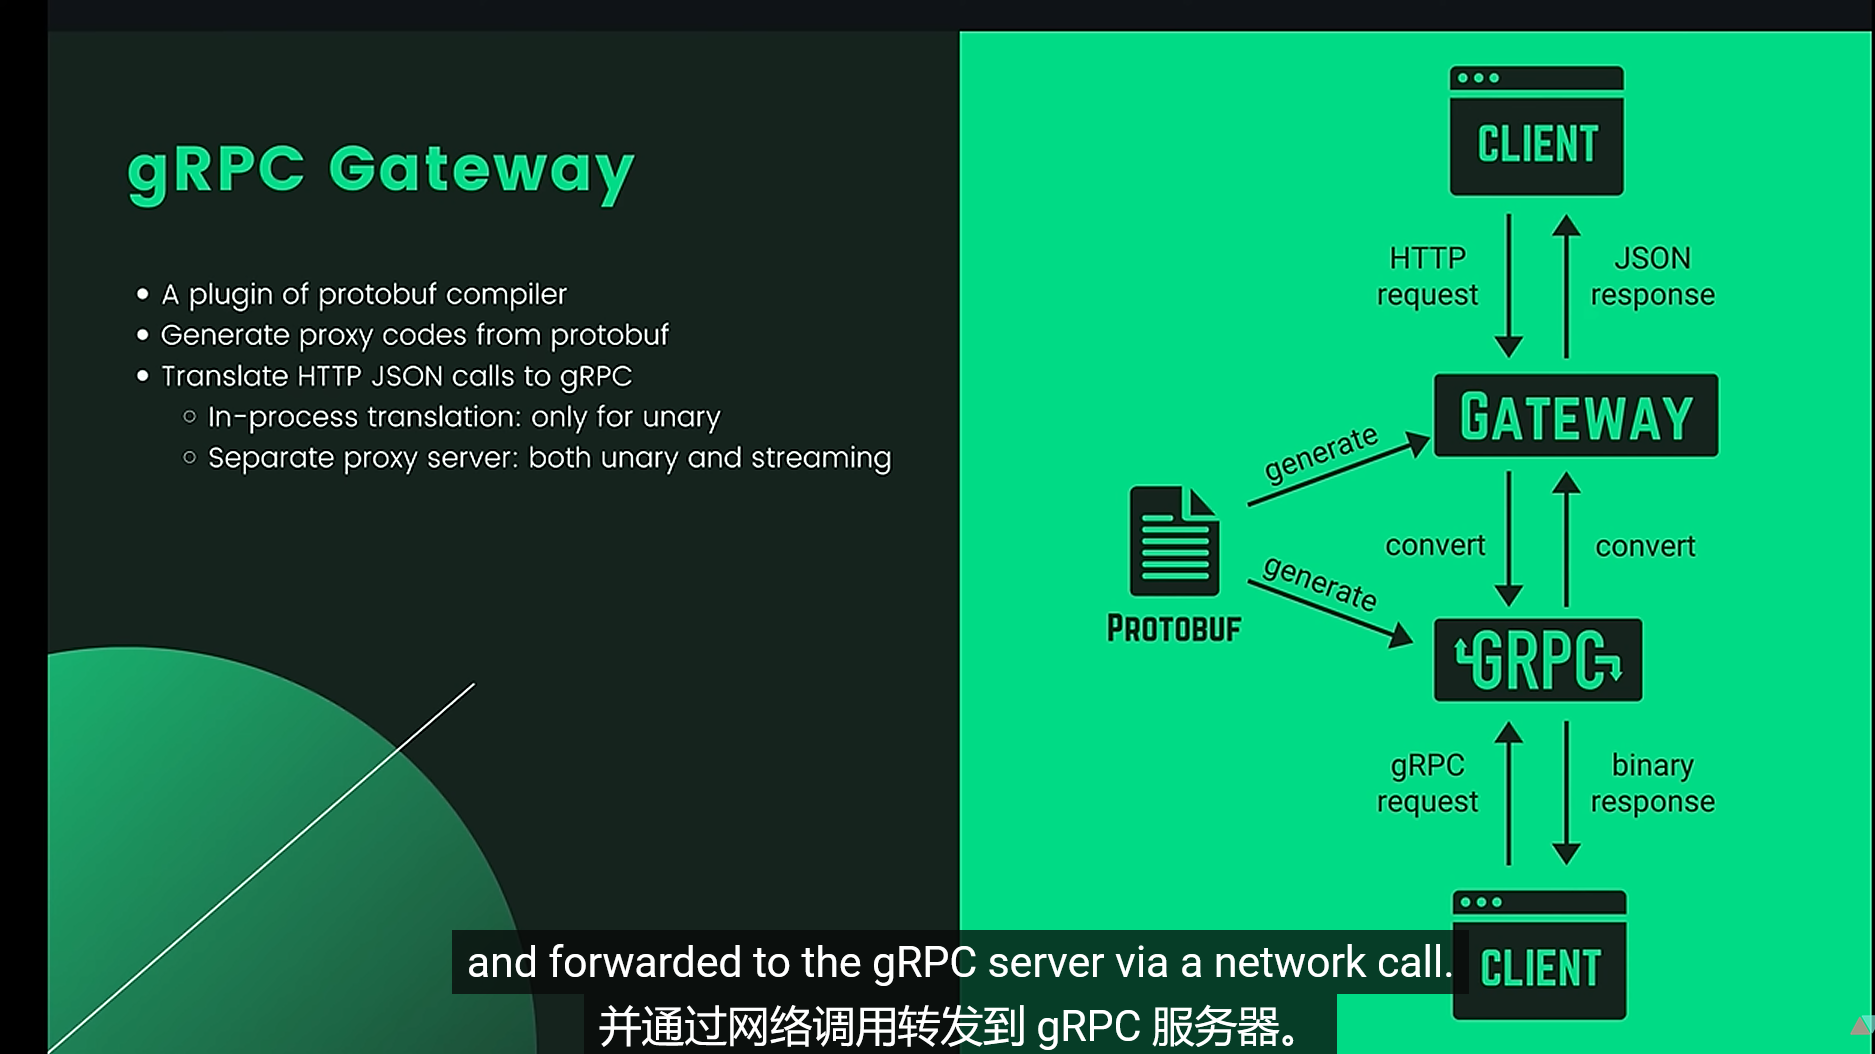 gRPC Gateway
A plugin of protobuf compiler
Generate proxy codes from protobuf
Translate HTTP JSON calls to gRPC
In-process translation: only for unary
Separate proxy server: both unary and streaming
CLIENT
HTTP
request
JSON
response
GATEWAY
generate
convert
convert
PROTOBUF
generate
GRPC
gRPC
request
binary
response
CLIENT
and forwarded to the gRPC server via a network call.
并通过网络调用转发到 gRPC 服务器。